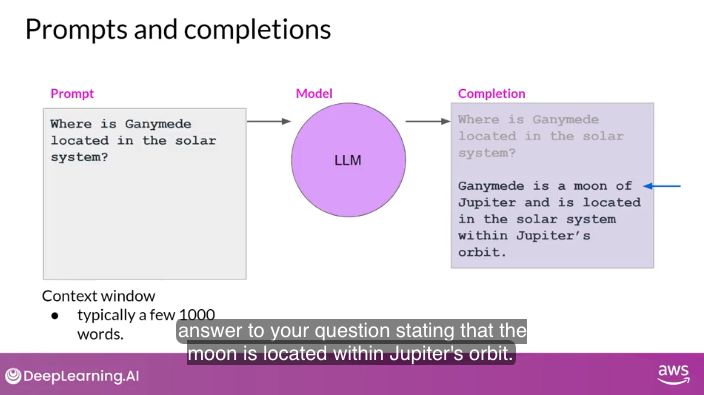 Prompts and completions
Prompt
Model
Completion
Where is Ganymede
located in the solar
system?
LLM
Where is Ganymede
located in the solar
system?
Ganymede is a moon of
Jupiter and is located
in the solar system
within Jupiter's
orbit.
Context window
• typically a few 1000
words.
answer to your question stating that the
moon is located within Jupiter's orbit.
DeepLearning.AI
aws